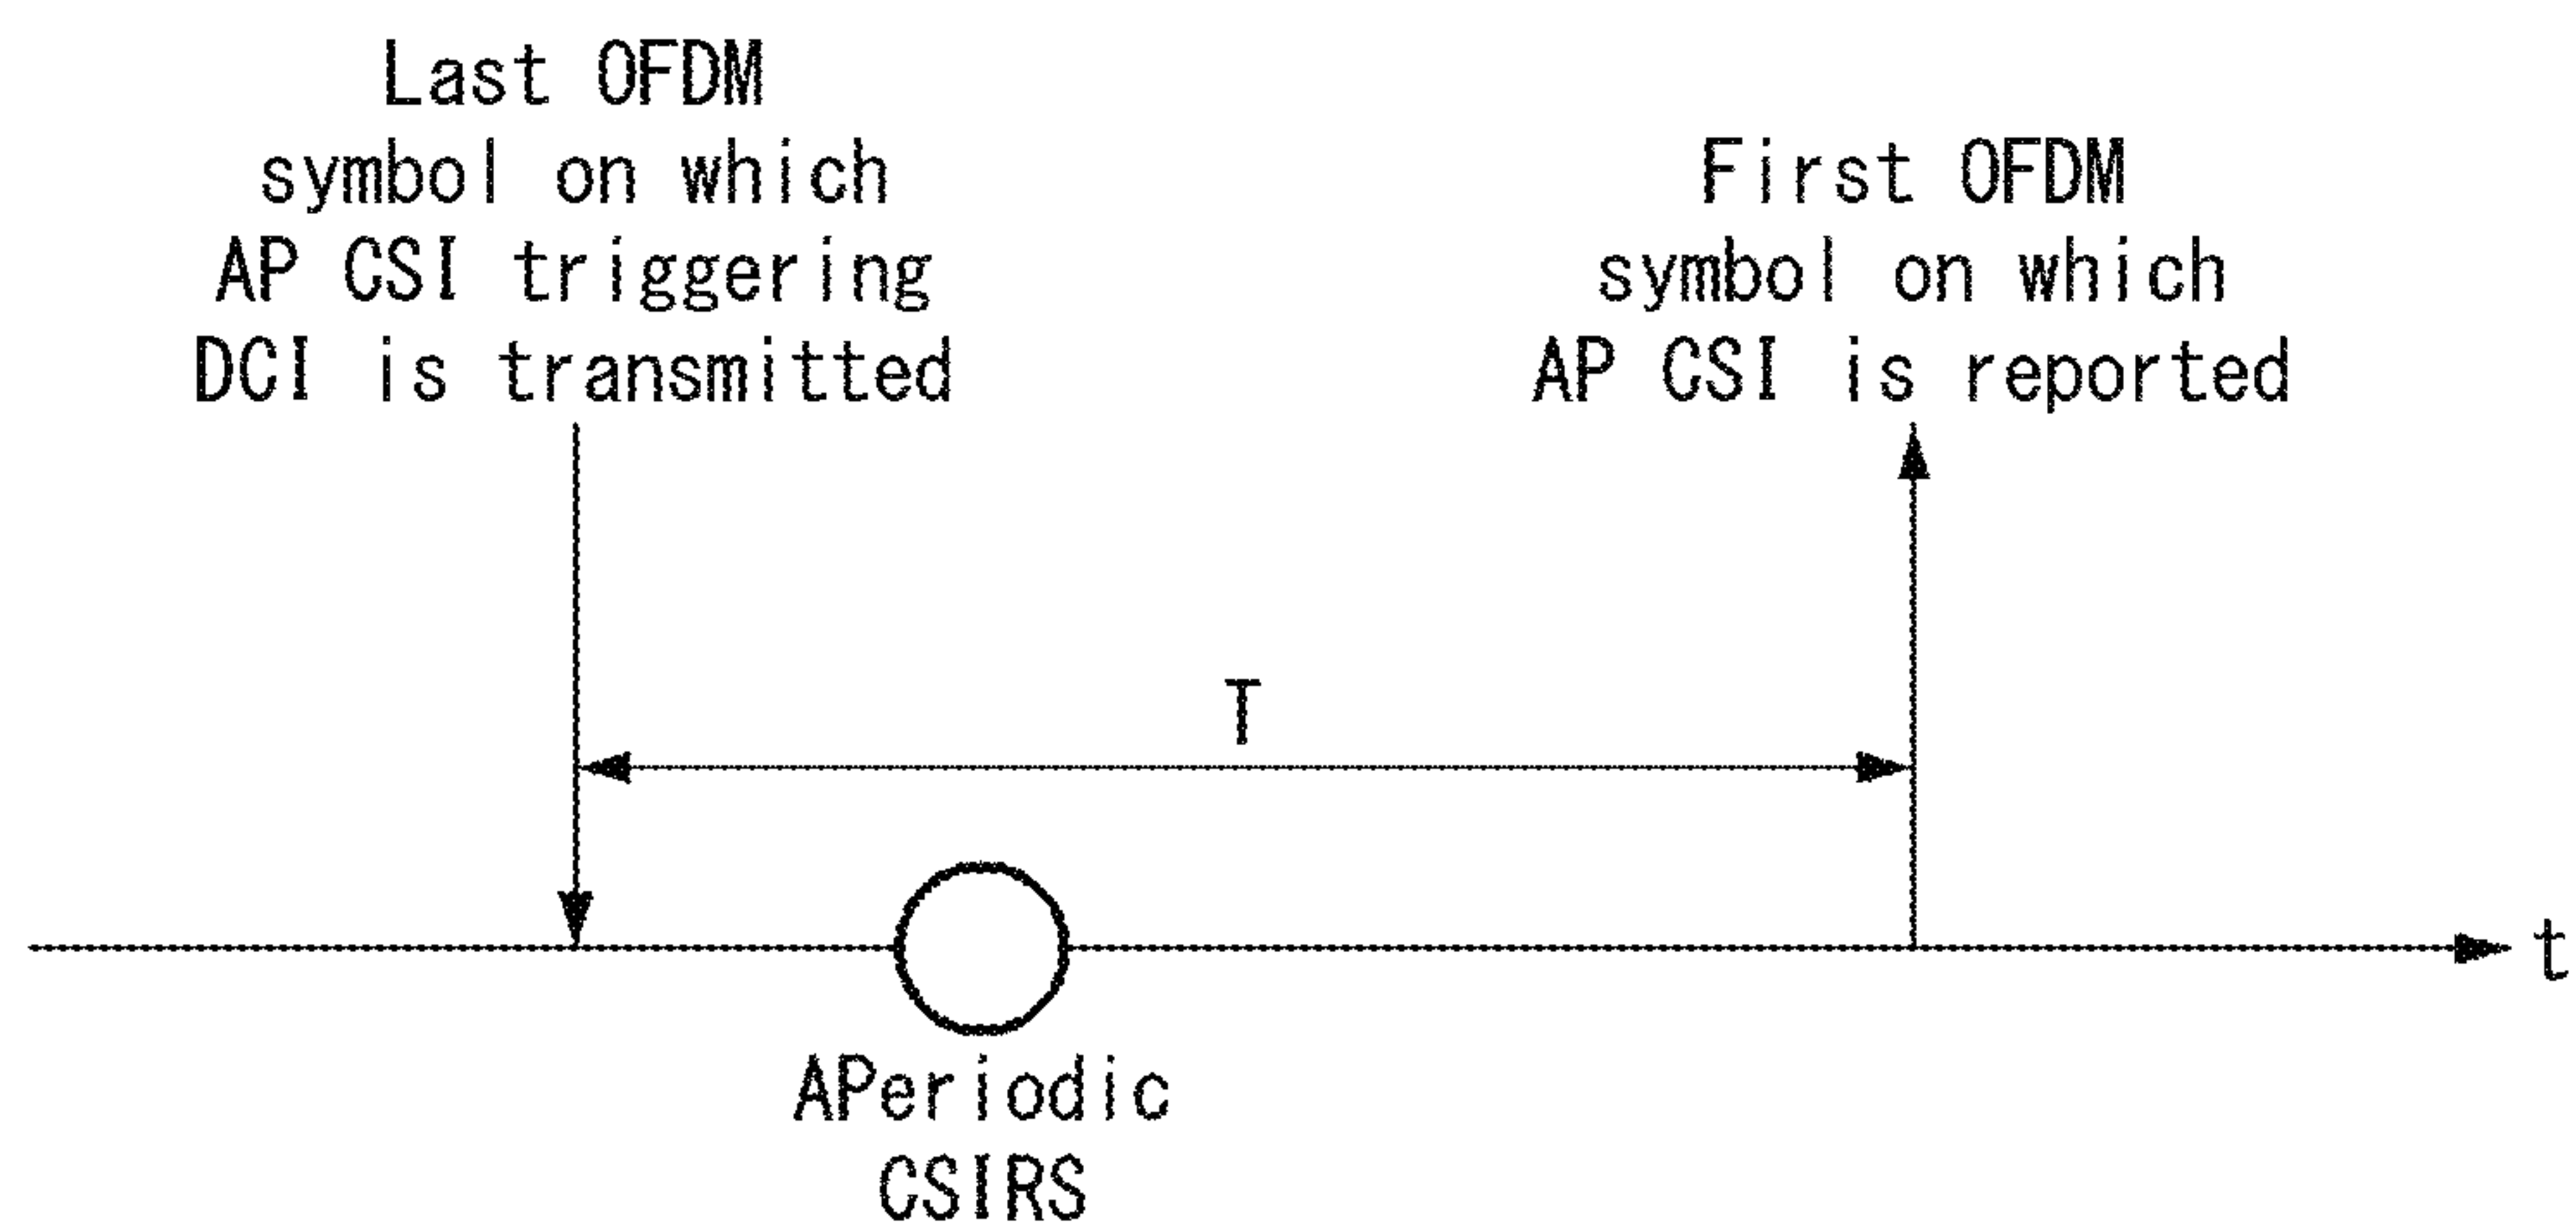 Last OFDM
symbol on which
AP CSI triggering
DCI is transmitted
First OFDM
symbol on which
AP CSI is reported
T
t
APeriodic
CSIRS